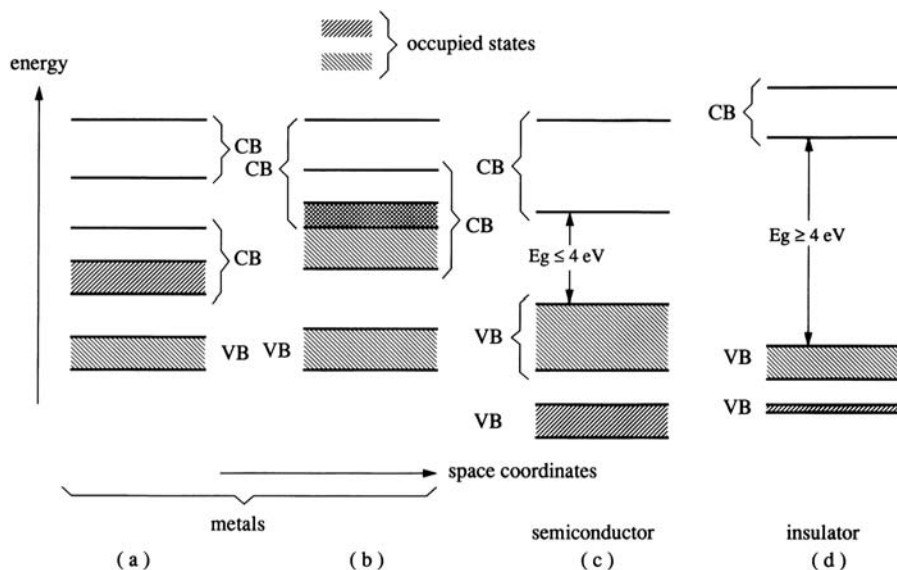 occupied states
energy
CB
CB
CB
CB
CB
CB
Eg ≤ 4 eV
Eg ≥ 4 eV
VB
VB
VB
VB
VB
VB
space coordinates
metals
semiconductor
insulator
( a )
( b )
( c )
( d )